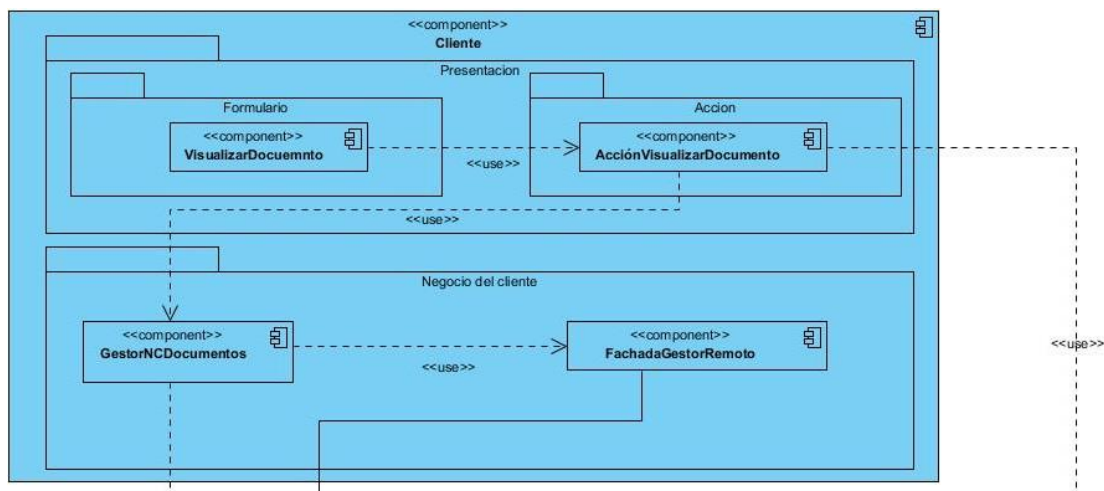 <<component>>
Cliente
Presentacion
Formulario
Accion
<<component>>
VisualizarDocuemnto
<<component>>
AcciónVisualizarDocumento
<<use>>
<<use>>
Negocio del cliente
<<component>>
GestorNCDocumentos
<<component>>
FachadaGestorRemoto
<<use>>
<<use>>